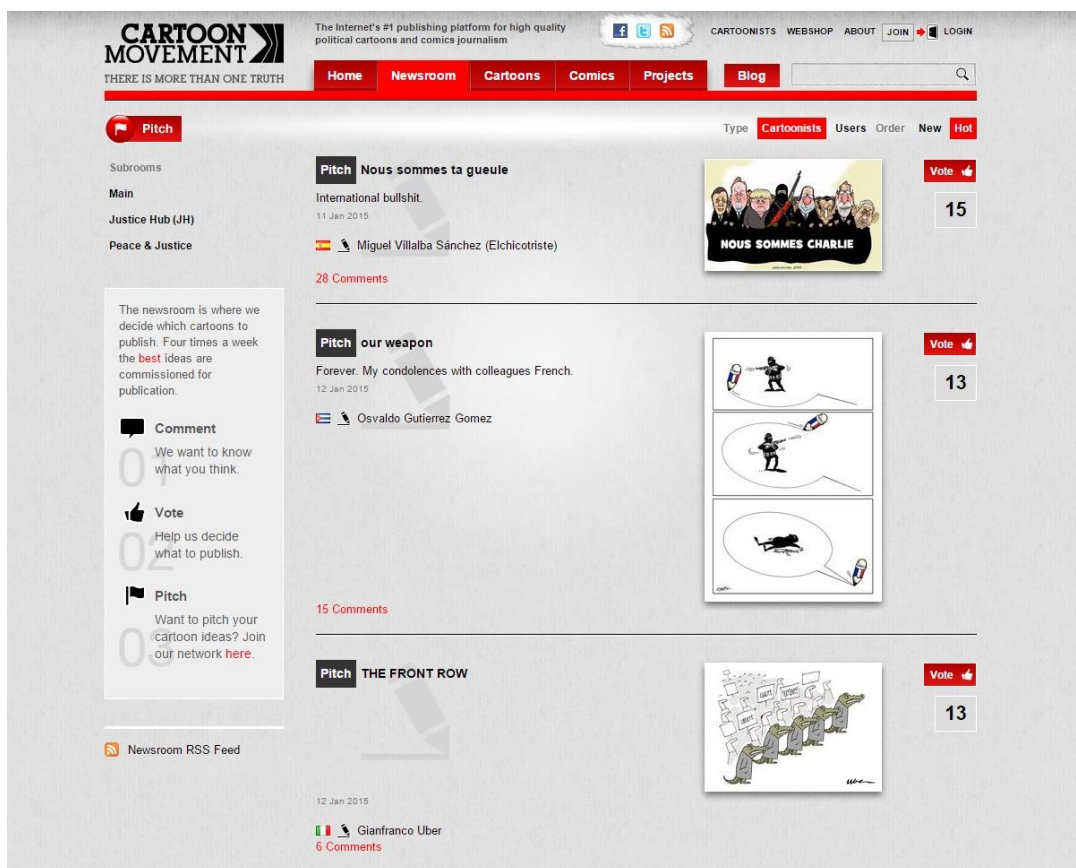 CARTOON
MOVEMENT
THERE IS MORE THAN ONE TRUTH
The Internet's #1 publishing platform for high quality
political cartoons and comics journalism
CARTOONISTS WEBSHOP ABOUT JOIN LOGIN
Home Newsroom Cartoons Comics Projects Blog
Pitch
Type Cartoonists Users Order New Hot
Subrooms
Main
Justice Hub (JH)
Peace & Justice
The newsroom is where we
decide which cartoons to
publish. Four times a week
the best ideas are
commissioned for
publication.
01
Comment
We want to know
what you think.
02
Vote
Help us decide
what to publish.
03
Pitch
Want to pitch your
cartoon ideas? Join
our network here.
Newsroom RSS Feed
Pitch Nous sommes ta gueule
International bullshit.
11 Jan 2015
Miguel Villalba Sánchez (Elchicotriste)
28 Comments
NOUS SOMMES CHARLIE
Vote
15
Pitch our weapon
Forever. My condolences with colleagues French.
12 Jan 2015
Osvaldo Gutierrez Gomez
15 Comments
Vote
13
Pitch THE FRONT ROW
12 Jan 2015
Gianfranco Uber
6 Comments
Vote
13